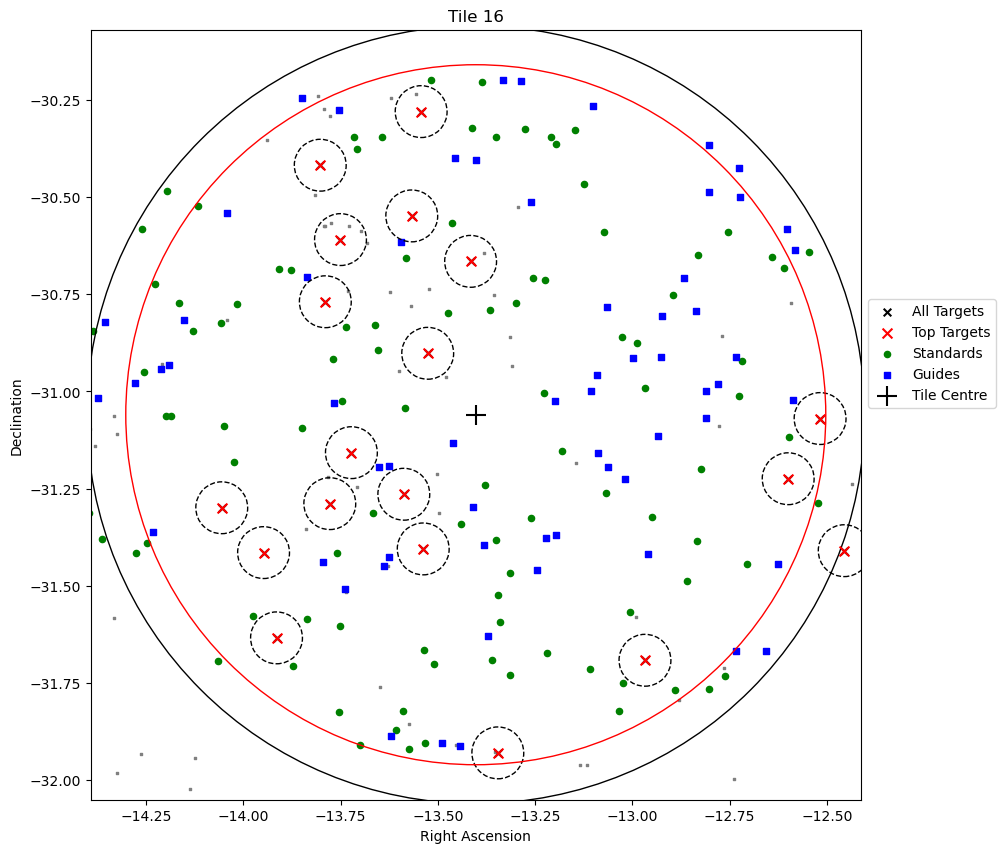 Tile 16
Declination
−30.25
−30.50
−30.75
−31.00
−31.25
−31.50
−31.75
−32.00
−14.25
−14.00
−13.75
−13.50
−13.25
−13.00
−12.75
−12.50
Right Ascension
All Targets
Top Targets
Standards
Guides
Tile Centre